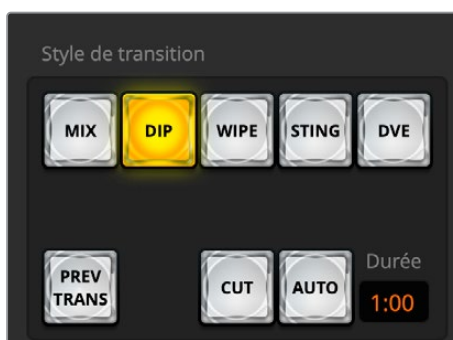 Style de transition
MIX DIP WIPE STING DVE
PREV TRANS CUT AUTO Durée 1:00